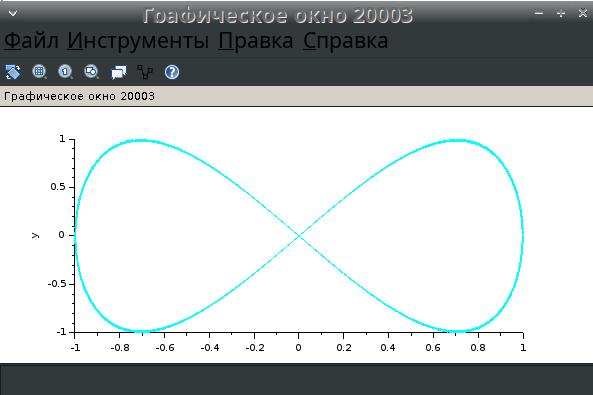 Графическое окно 20003
Файл Инструменты Правка Справка
Графическое окно 20003
1
0.5
0
-0.5
-1
y
-1 -0.8 -0.6 -0.4 -0.2 0 0.2 0.4 0.6 0.8 1